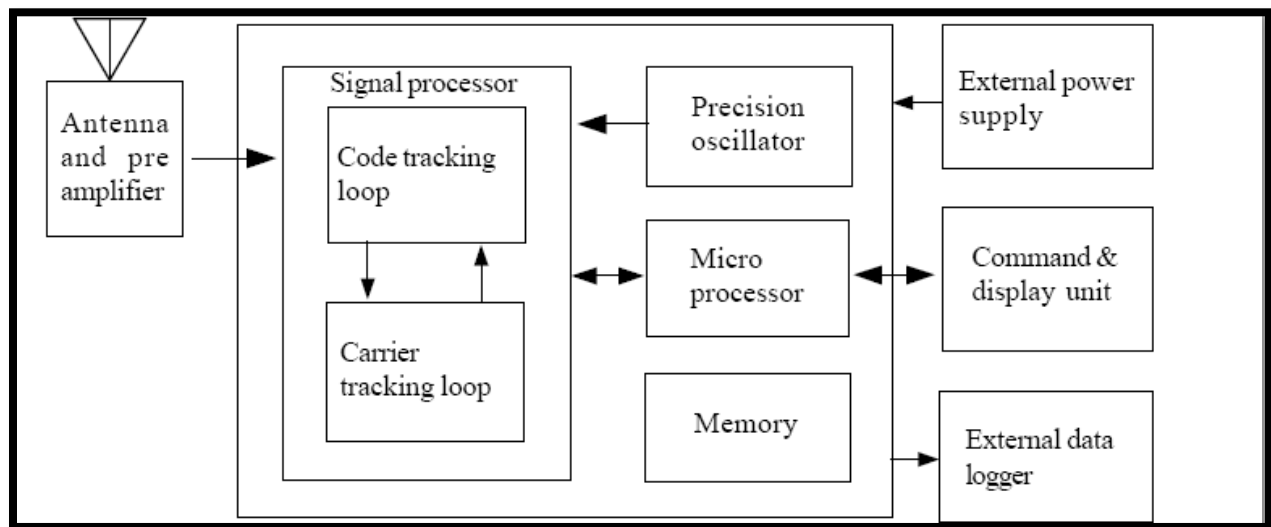 Antenna
and pre
amplifier
Signal processor
Code tracking
loop
Carrier
tracking loop
Precision
oscillator
Micro
processor
Memory
External power
supply
Command &
display unit
External data
logger